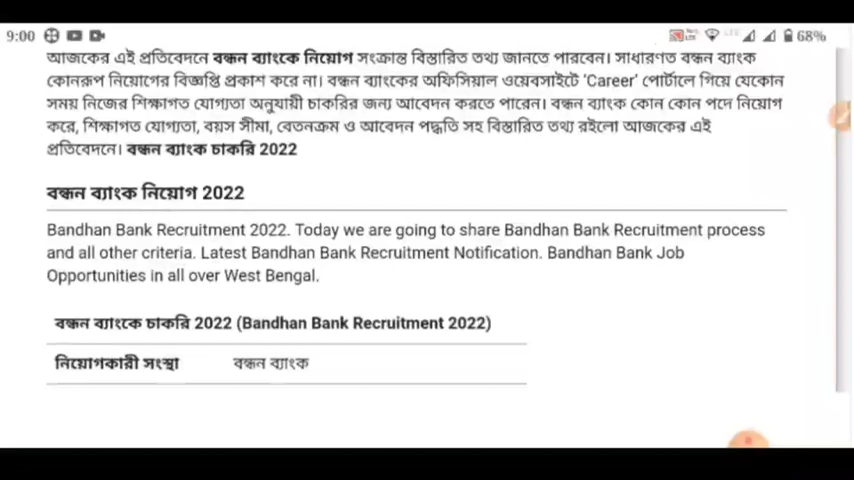 9:00
LTE
68%
আজকের এই প্রতিবেদনে বন্ধন ব্যাংকে নিয়োগ সংক্রান্ত বিস্তারিত তথ্য জানতে পারবেন। সাধারণত বন্ধন ব্যাংক
কোনরূপ নিয়োগের বিজ্ঞপ্তি প্রকাশ করে না। বন্ধন ব্যাংকের অফিসিয়াল ওয়েবসাইটে 'Career' পোর্টালে গিয়ে যেকোন
সময় নিজের শিক্ষাগত যোগ্যতা অনুযায়ী চাকরির জন্য আবেদন করতে পারেন। বন্ধন ব্যাংক কোন কোন পদে নিয়োগ
করে, শিক্ষাগত যোগ্যতা, বয়স সীমা, বেতনক্রম ও আবেদন পদ্ধতি সহ বিস্তারিত তথ্য রইলো আজকের এই
প্রতিবেদনে। বন্ধন ব্যাংক চাকরি 2022
বন্ধন ব্যাংক নিয়োগ 2022
Bandhan Bank Recruitment 2022. Today we are going to share Bandhan Bank Recruitment process
and all other criteria. Latest Bandhan Bank Recruitment Notification. Bandhan Bank Job
Opportunities in all over West Bengal.
বন্ধন ব্যাংকে চাকরি 2022 (Bandhan Bank Recruitment 2022)
নিয়োগকারী সংস্থা বন্ধন ব্যাংক